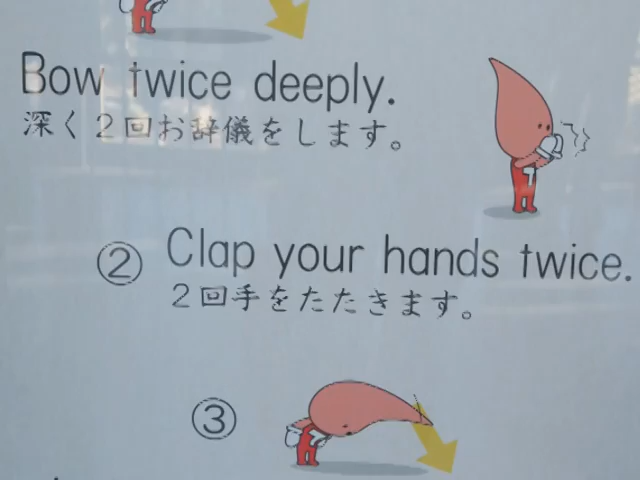 Bow twice deeply.
深く2回お辞儀をします。
② Clap your hands twice.
2回手をたたきます。
③